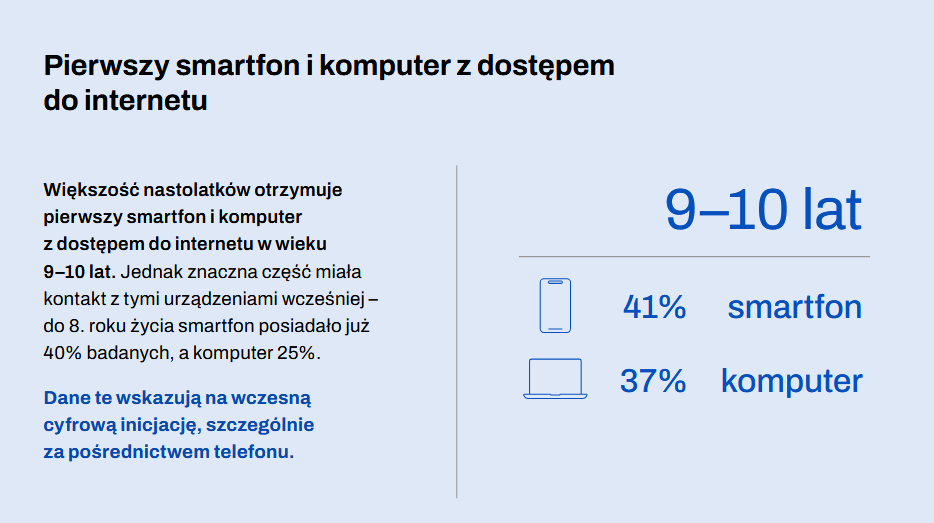 Pierwszy smartfon i komputer z dostępem
do internetu
Większość nastolatków otrzymuje
pierwszy smartfon i komputer
z dostępem do internetu w wieku
9–10 lat. Jednak znaczna część miała
kontakt z tymi urządzeniami wcześniej –
do 8. roku życia smartfon posiadało już
40% badanych, a komputer 25%.
Dane te wskazują na wczesną
cyfrową inicjację, szczególnie
za pośrednictwem telefonu.
9–10 lat
41% smartfon
37% komputer